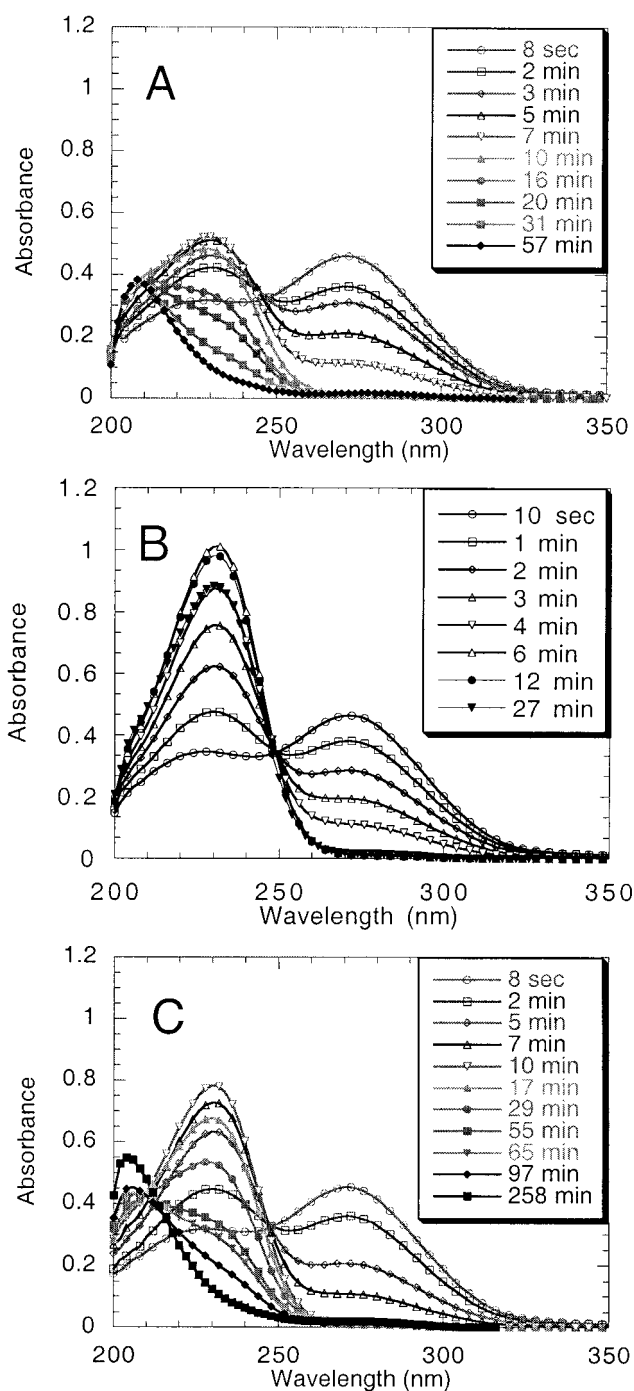 1.2
1
0.8
0.6
0.4
0.2
0
Absorbance
A
8 sec
2 min
3 min
5 min
7 min
10 min
16 min
20 min
31 min
57 min
200 250 300 350
Wavelength (nm)
1.2
1
0.8
0.6
0.4
0.2
0
Absorbance
B
10 sec
1 min
2 min
3 min
4 min
6 min
12 min
27 min
200 250 300 350
Wavelength (nm)
1.2
1
0.8
0.6
0.4
0.2
0
Absorbance
C
8 sec
2 min
5 min
7 min
10 min
17 min
29 min
55 min
65 min
97 min
258 min
200 250 300 350
Wavelength (nm)